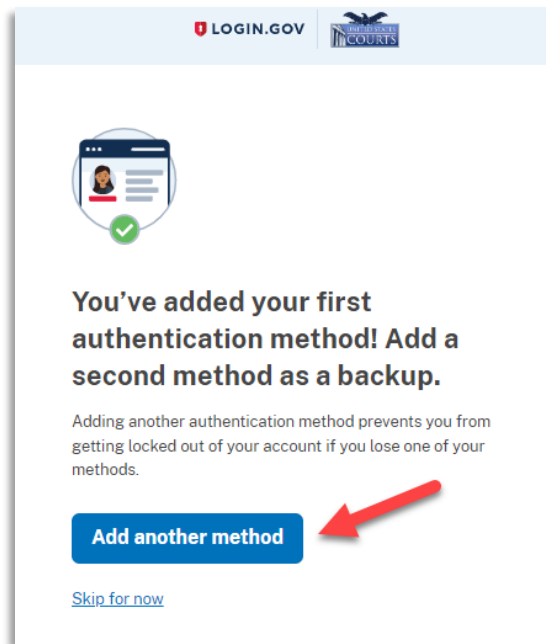 LOGIN.GOV
UNITED STATES
COURTS
You've added your first
authentication method! Add a
second method as a backup.
Adding another authentication method prevents you from
getting locked out of your account if you lose one of your
methods.
Add another method
Skip for now